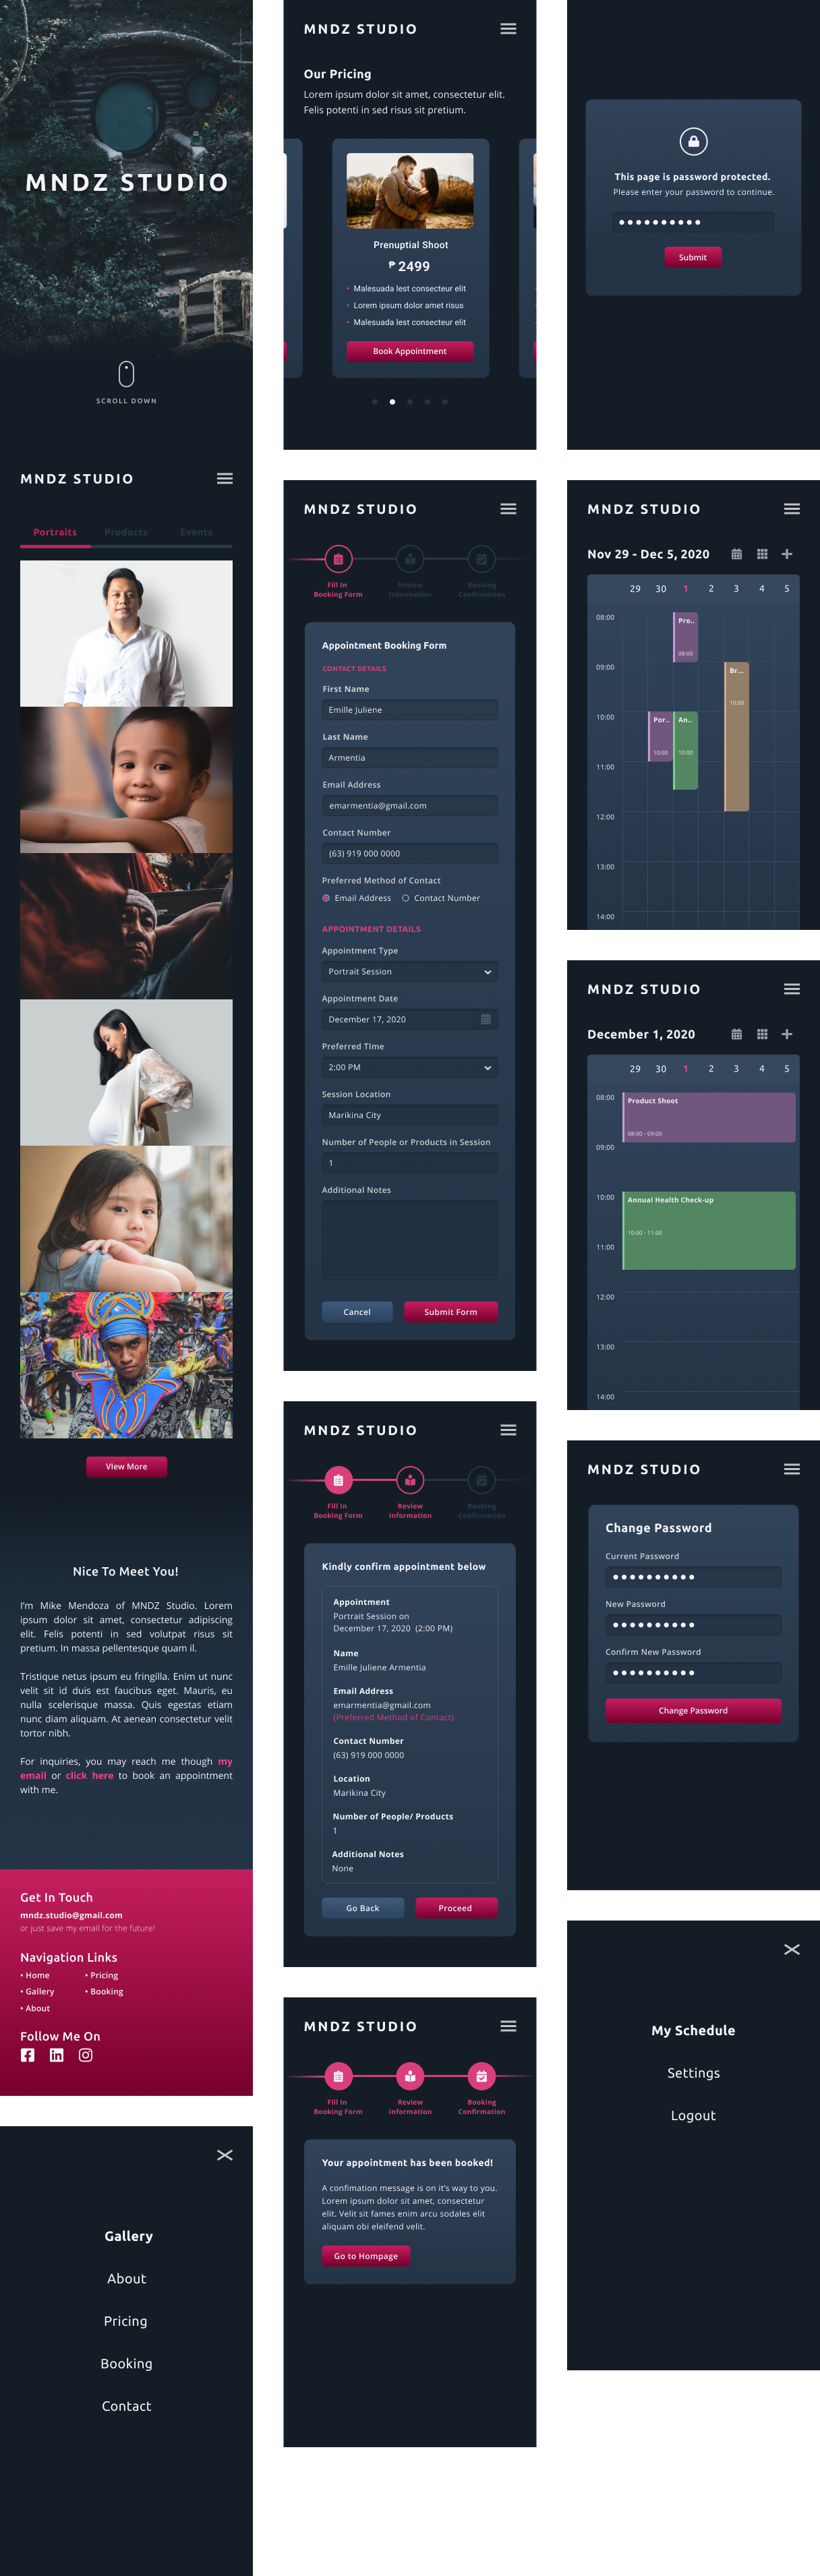 MNDZ STUDIO
SCROLL DOWN
MNDZ STUDIO
Portraits Products Events
View More
Nice To Meet You!
I'm Mike Mendoza of MNDZ Studio. Lorem
ipsum dolor sit amet, consectetur adipiscing
elit. Felis potenti in sed volutpat risus sit
pretium. In massa pellentesque quam il.
Tristique netus ipsum eu fringilla. Enim ut nunc
velit sit id duis est faucibus eget. Mauris, eu
nulla scelerisque massa. Quis egestas etiam
nunc diam aliquam. At aenean consectetur velit
tortor nibh.
For inquiries, you may reach me though my
email or click here to book an appointment
with me.
Get In Touch
mndz.studio@gmail.com
or just save my email for the future!
Navigation Links
• Home • Pricing
• Gallery • Booking
• About
Follow Me On
Gallery
About
Pricing
Booking
Contact
MNDZ STUDIO
Our Pricing
Lorem ipsum dolor sit amet, consectetur elit.
Felis potenti in sed risus sit pretium.
Prenuptial Shoot
₱ 2499
• Malesuada lest consecteur elit
• Lorem ipsum dolor amet risus
• Malesuada lest consecteur elit
Book Appointment
MNDZ STUDIO
Fill In Review Booking
Booking Form Information Confirmation
Appointment Booking Form
CONTACT DETAILS
First Name
Emille Juliene
Last Name
Armentia
Email Address
emarmentia@gmail.com
Contact Number
(63) 919 000 0000
Preferred Method of Contact
Email Address Contact Number
APPOINTMENT DETAILS
Appointment Type
Portrait Session
Appointment Date
December 17, 2020
Preferred TIme
2:00 PM
Session Location
Marikina City
Number of People or Products in Session
1
Additional Notes
Cancel Submit Form
MNDZ STUDIO
Fill In Review Booking
Booking Form Information Confirmation
Kindly confirm appointment below
Appointment
Portrait Session on
December 17, 2020 (2:00 PM)
Name
Emille Juliene Armentia
Email Address
emarmentia@gmail.com
(Preferred Method of Contact)
Contact Number
(63) 919 000 0000
Location
Marikina City
Number of People/ Products
1
Additional Notes
None
Go Back Proceed
MNDZ STUDIO
Fill In Review Booking
Booking Form Information Confirmation
Your appointment has been booked!
A confimation message is on it's way to you.
Lorem ipsum dolor sit amet, consectetur
elit. Velit sit fames enim arcu sodales elit
aliquam obi eleifend velit.
Go to Hompage
This page is password protected.
Please enter your password to continue.
Submit
MNDZ STUDIO
Nov 29 - Dec 5, 2020
29 30 1 2 3 4 5
08:00
Pro..
08:00
09:00
Br...
10:00
10:00
Por.. An..
10:00 10:00
11:00
12:00
13:00
14:00
MNDZ STUDIO
December 1, 2020
29 30 1 2 3 4 5
08:00
Product Shoot
08:00 - 09:00
09:00
10:00
Annual Health Check-up
10:00 - 11:00
11:00
12:00
13:00
14:00
MNDZ STUDIO
Change Password
Current Password
New Password
Confirm New Password
Change Password
My Schedule
Settings
Logout